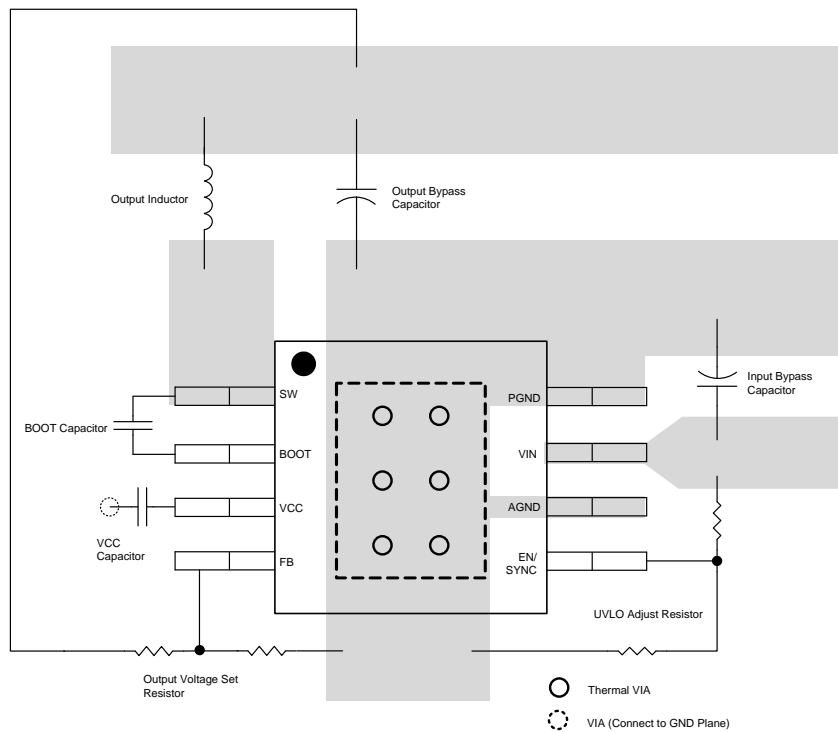 Output Inductor
Output Bypass
Capacitor
Input Bypass
Capacitor
SW
PGND
BOOT Capacitor
BOOT
VIN
VCC
AGND
VCC
Capacitor
FB
EN/
SYNC
UVLO Adjust Resistor
Output Voltage Set
Resistor
Thermal VIA
VIA (Connect to GND Plane)